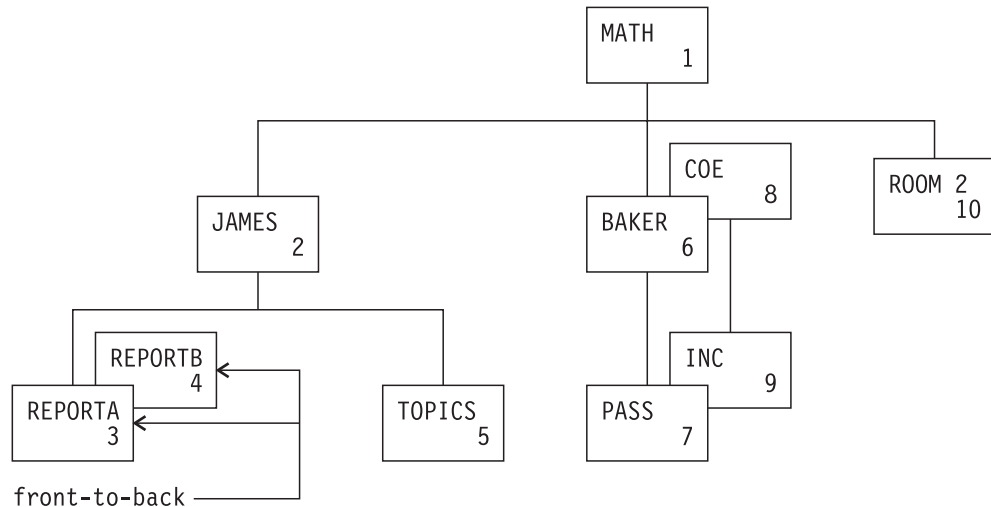 MATH
1
JAMES
2
REPORTA
3
REPORTB
4
TOPICS
5
BAKER
6
PASS
7
COE
8
INC
9
ROOM 2
10
front-to-back